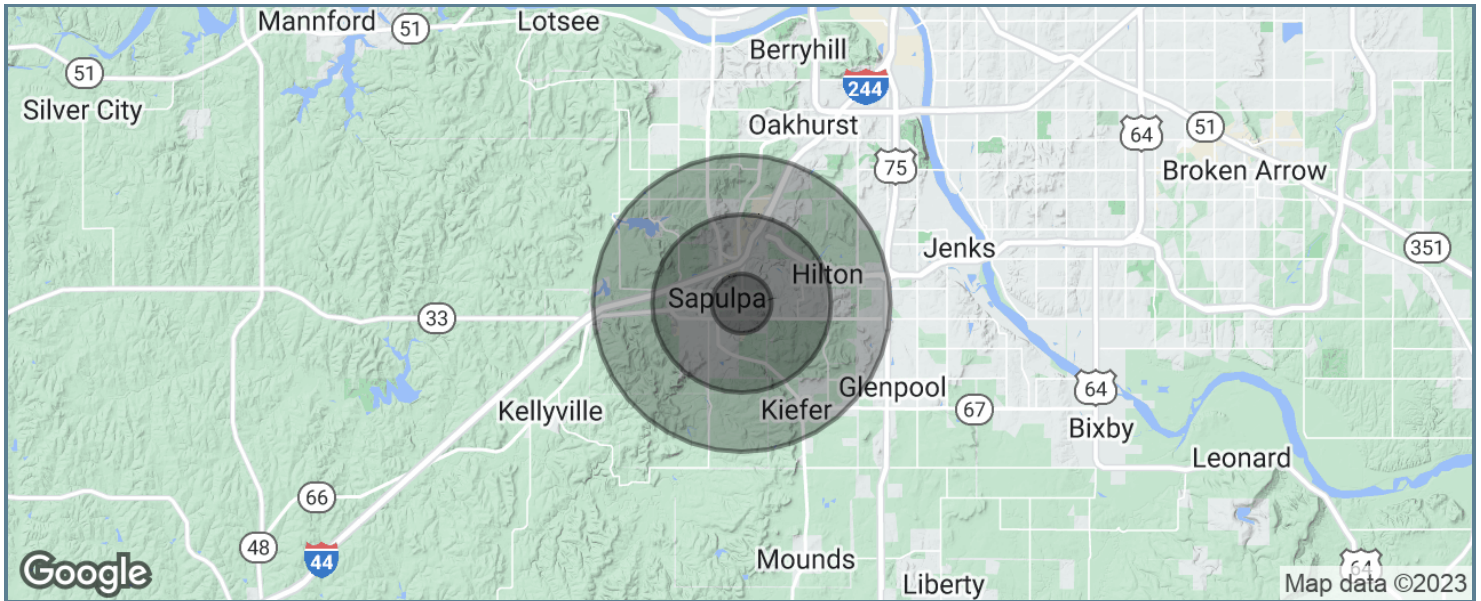 Mannford
51
Lotsee
Berryhill
51
Silver City
244
Oakhurst
64
51
75
Broken Arrow
Jenks
351
Hilton
Sapulpa
33
Glenpool
64
Kellyville
Kiefer
67
Bixby
Leonard
66
48
44
Mounds
Liberty
64
Google
Map data ©2023